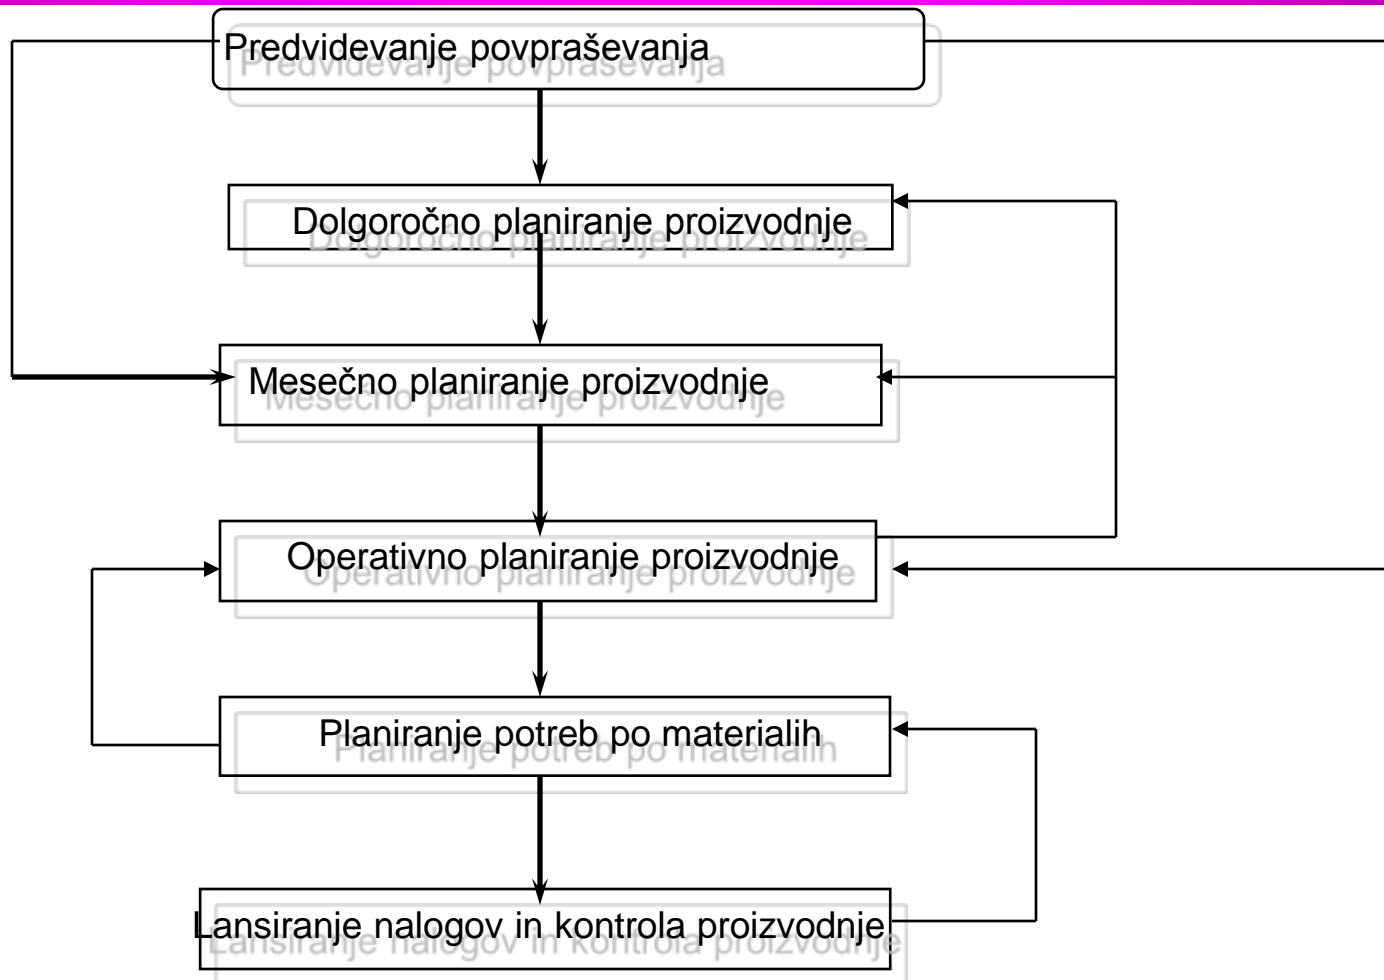 Predvidevanje povpraševanja
Dolgoročno planiranje proizvodnje
Mesečno planiranje proizvodnje
Operativno planiranje proizvodnje
Planiranje potreb po materialih
Lansiranje nalogov in kontrola proizvodnje